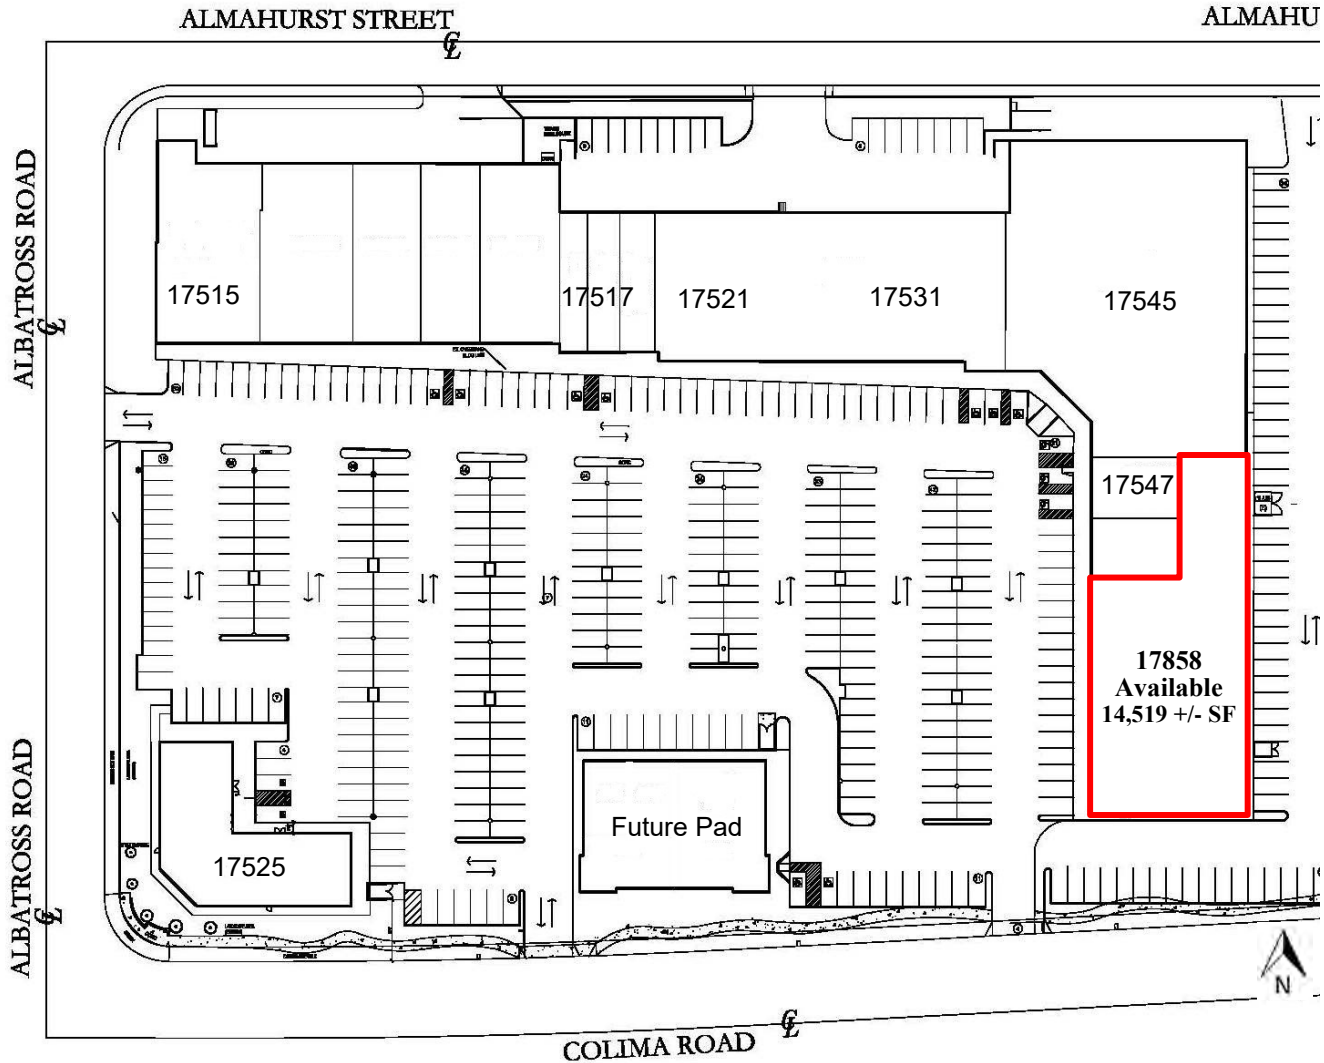 ALMAHURST STREET
ALMAHU
ALBATROSS ROAD
17515
17517
17521
17531
17545
17547
17858
Available
14,519 +/- SF
Future Pad
17525
ALBATROSS ROAD
N
COLIMA ROAD